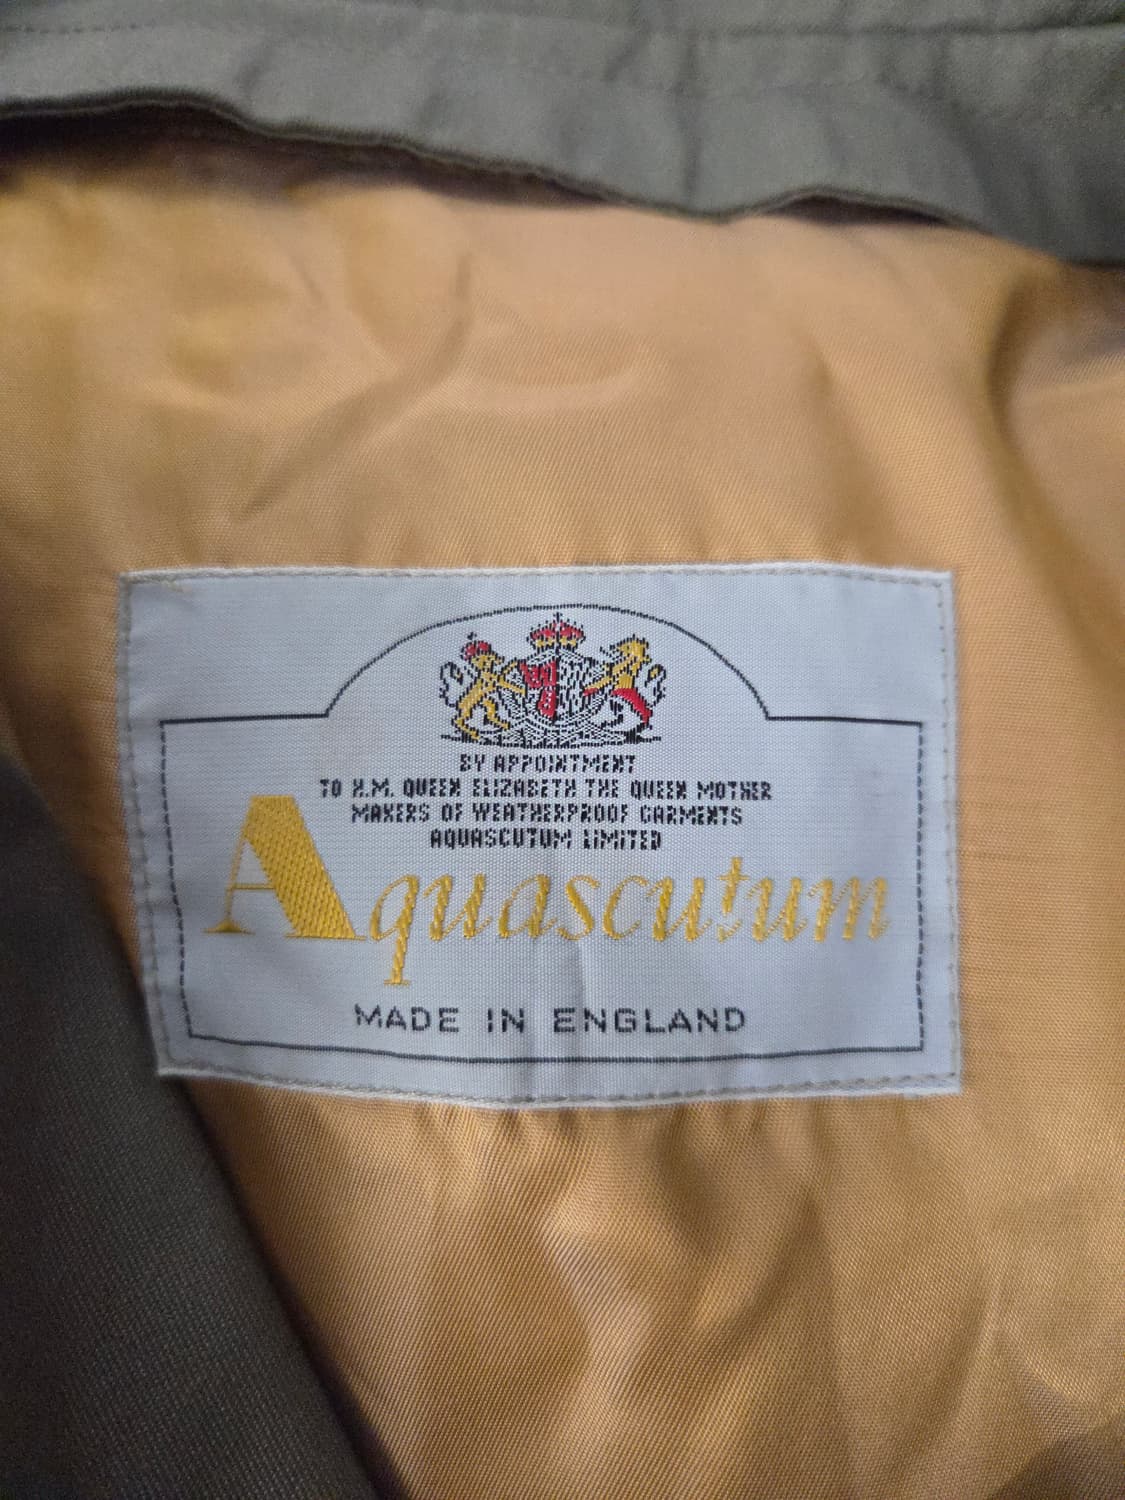 BY APPOINTMENT
TO H.M. QUEEN ELIZABETH THE QUEEN MOTHER
MAKERS OF WEATHERPROOF GARMENTS
AQUASCUTUM LIMITED
Aquascutum
MADE IN ENGLAND